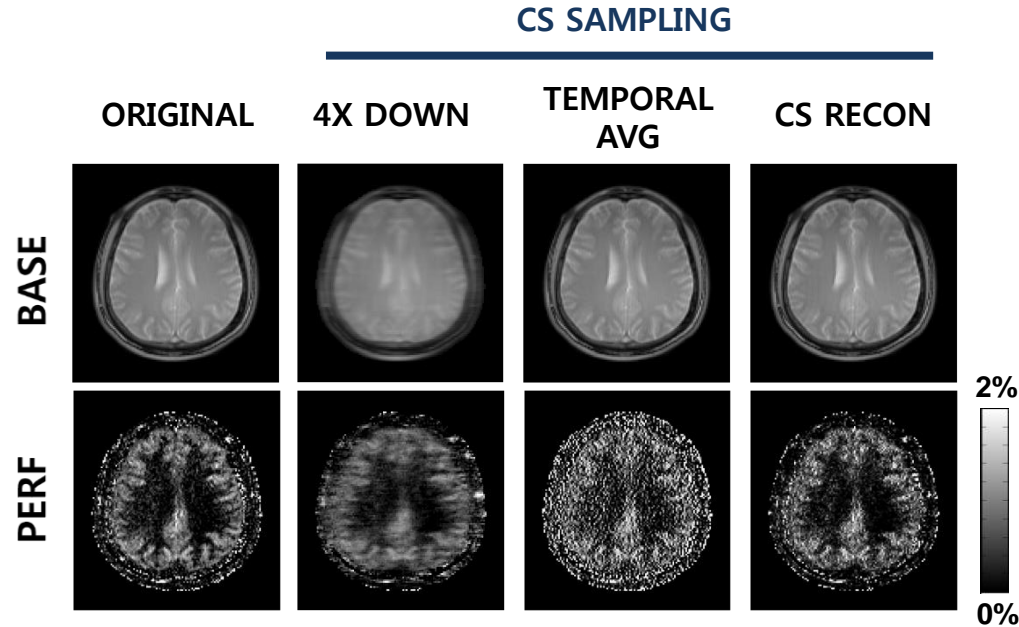 CS SAMPLING
ORIGINAL
4X DOWN
TEMPORAL
AVG
CS RECON
BASE
PERF
2%
0%